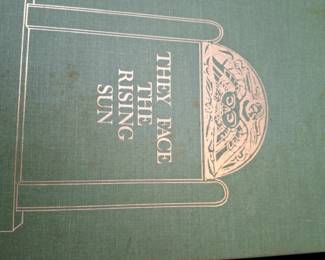 THEY FACE
THE
RISING
SUN